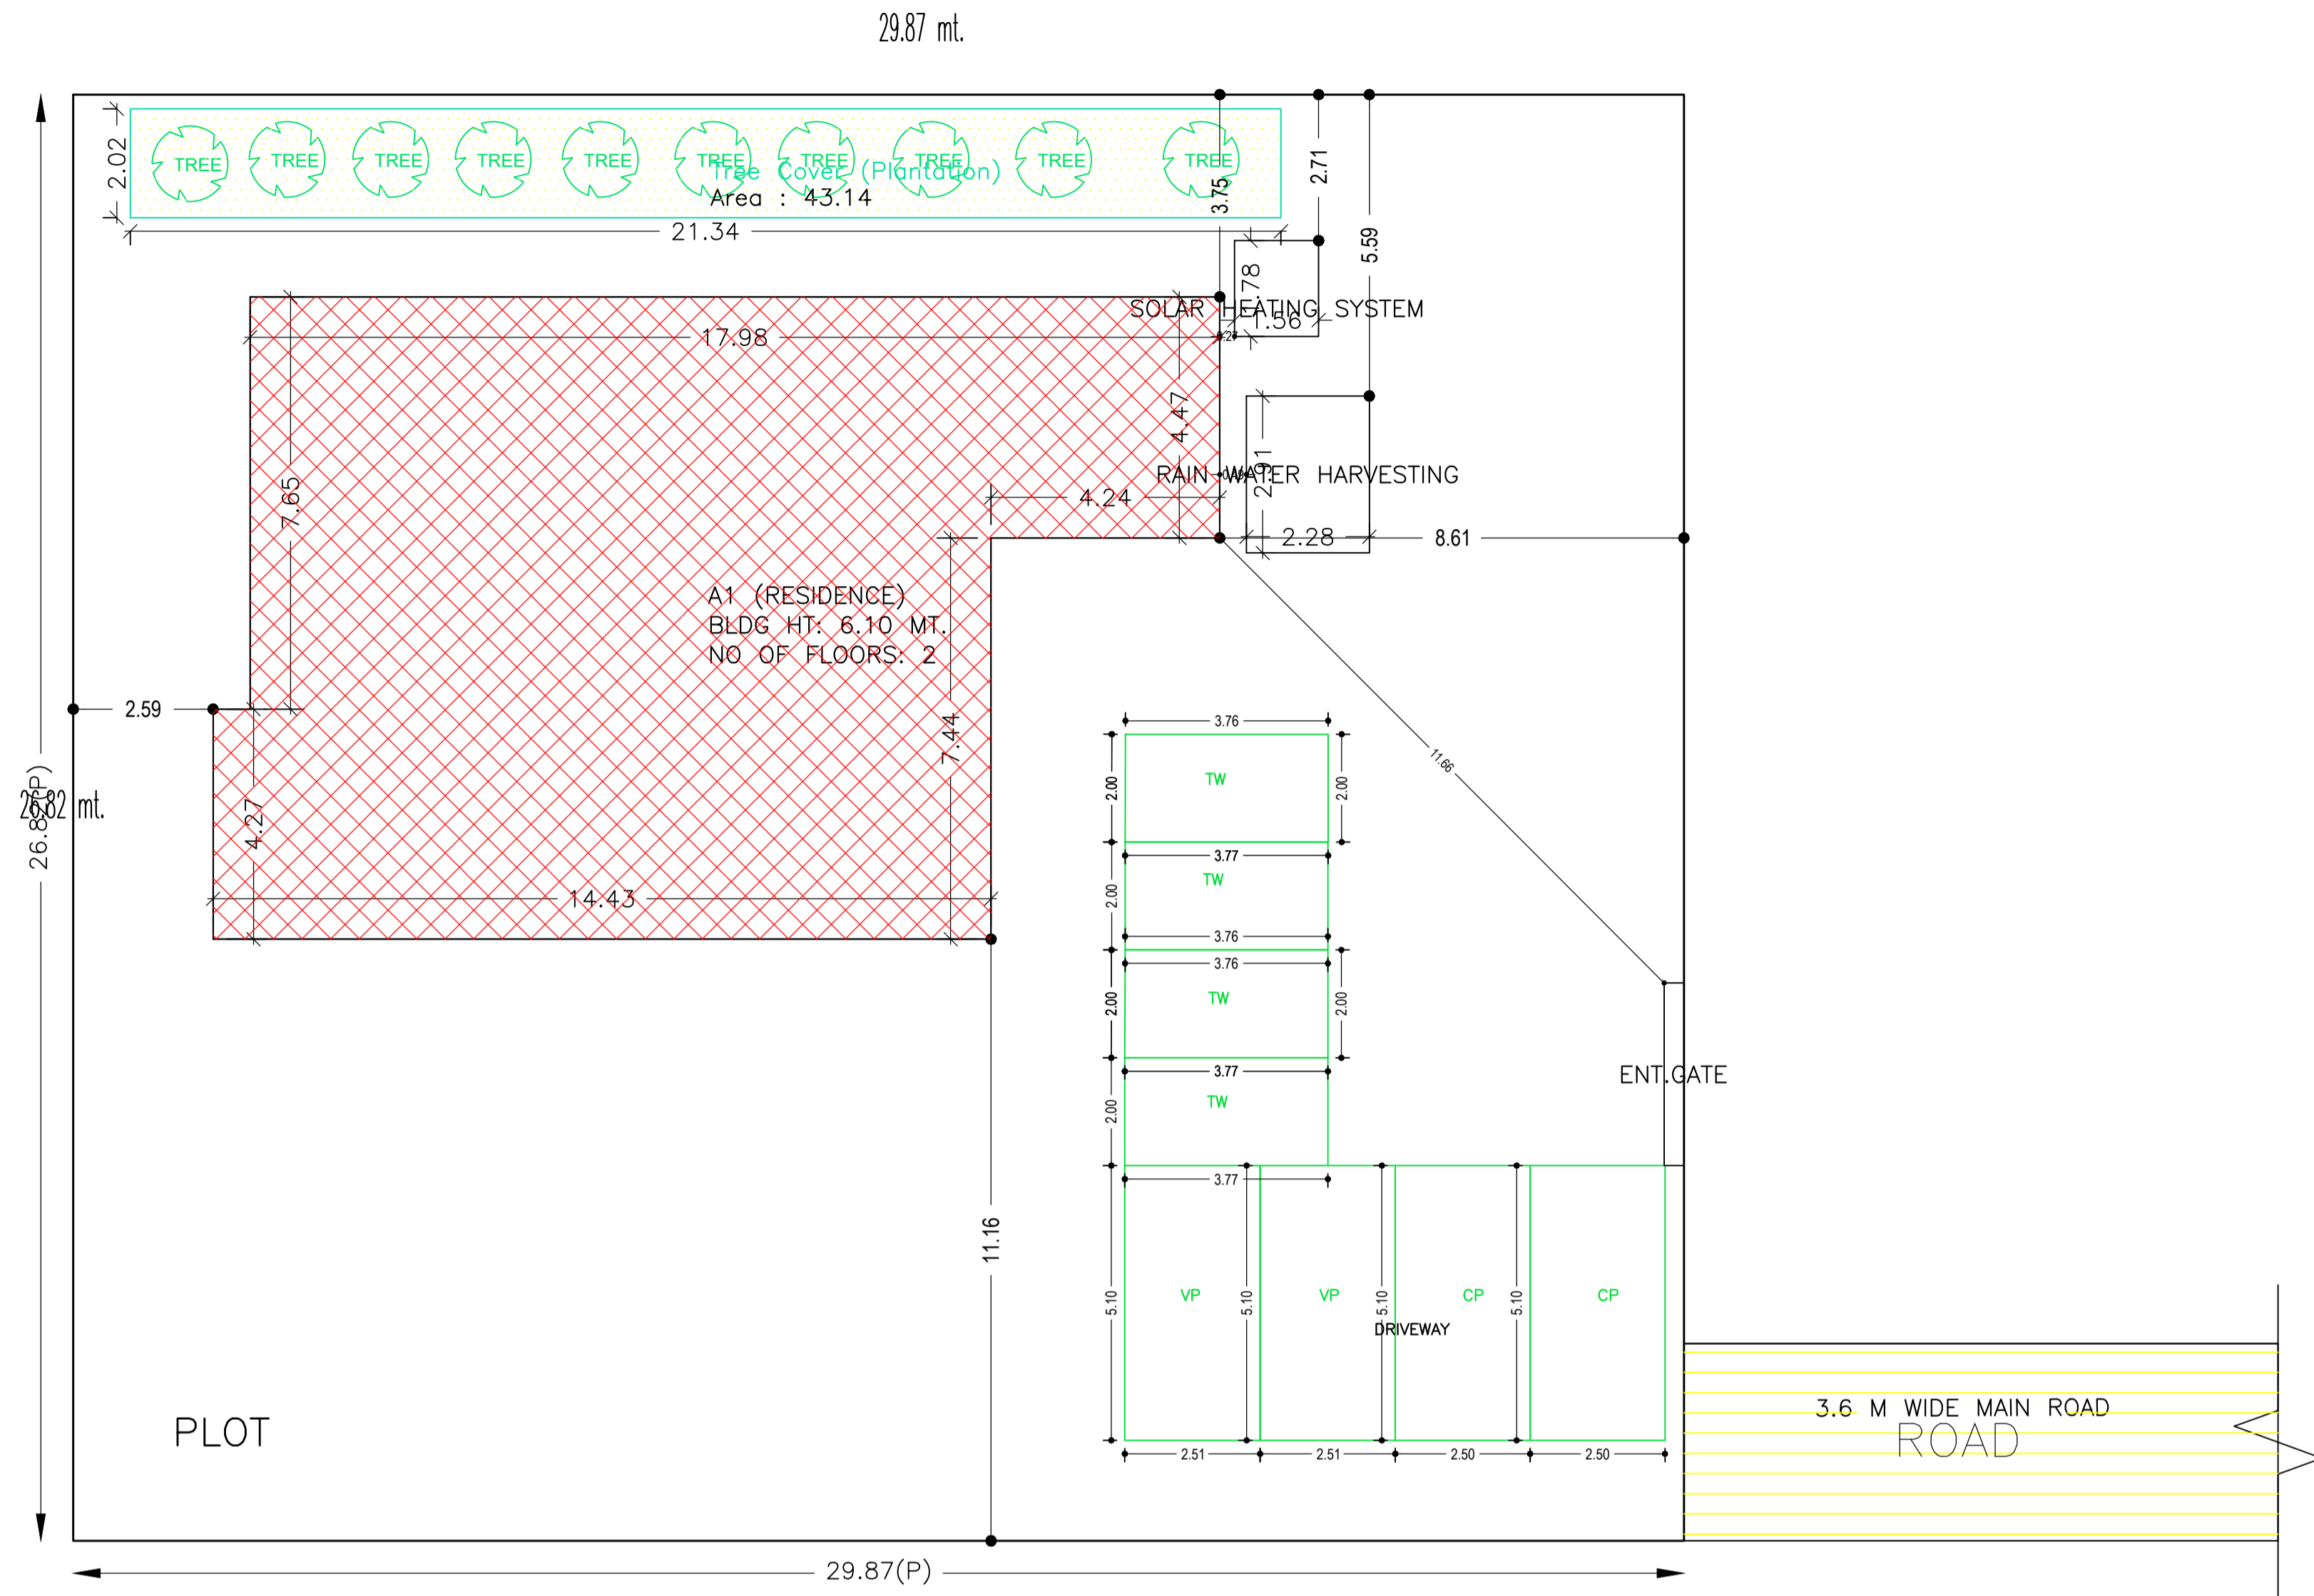 29.87 mt.
TREE TREE TREE TREE TREE TREE TREE TREE TREE TREE
Tree Cover (Plantation)
Area : 43.14
2.02
21.34
3.75
2.71
5.59
1.78
SOLAR HEATING SYSTEM
1.56
17.98
4.47
7.65
RAIN WATER HARVESTING
2.91
4.24
2.28
8.61
A1 (RESIDENCE)
BLDG HT: 6.10 MT.
NO OF FLOORS: 2
2.59
7.44
3.76
11.66
2.00
TW
2.00
26.82 mt.
4.27
3.77
TW
2.00
14.43
3.76
3.76
2.00
TW
2.00
3.77
ENT.GATE
TW
2.00
3.77
11.16
5.10
VP
5.10
VP
5.10
CP
5.10
CP
DRIVEWAY
3.6 M WIDE MAIN ROAD
ROAD
PLOT
2.51
2.51
2.50
2.50
29.87(P)